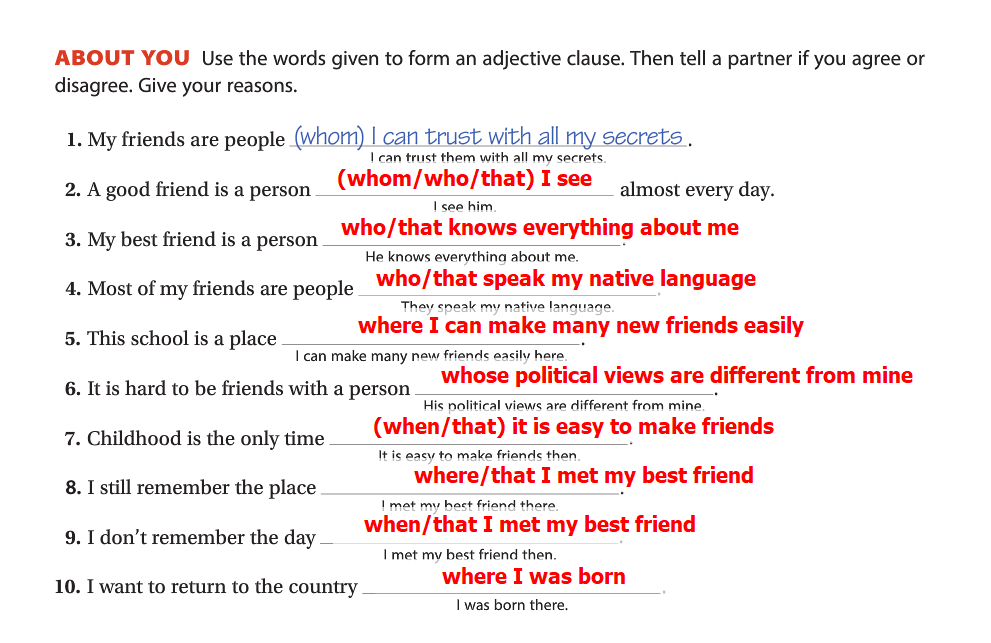 ABOUT YOU Use the words given to form an adjective clause. Then tell a partner if you agree or
disagree. Give your reasons.
1. My friends are people (whom) I can trust with all my secrets.
I can trust them with all my secrets.
2. A good friend is a person (whom/who/that) I see almost every day.
I see him.
3. My best friend is a person who/that knows everything about me.
He knows everything about me.
4. Most of my friends are people who/that speak my native language.
They speak my native language.
5. This school is a place where I can make many new friends easily.
I can make many new friends easily here.
6. It is hard to be friends with a person whose political views are different from mine.
His political views are different from mine.
7. Childhood is the only time (when/that) it is easy to make friends.
It is easy to make friends then.
8. I still remember the place where/that I met my best friend.
I met my best friend there.
9. I don't remember the day when/that I met my best friend.
I met my best friend then.
10. I want to return to the country where I was born.
I was born there.